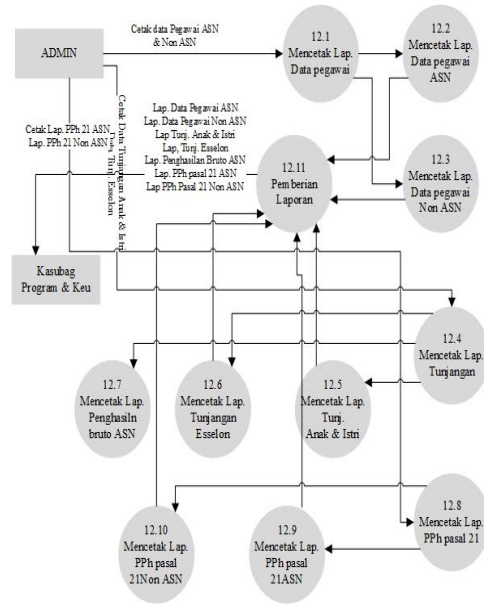 ADMIN
Cetak data Pegawai ASN
& Non ASN
12.1
Mencetak Lap.
Data pegawai
12.2
Mencetak Lap.
Data pegawai
ASN
Cetak Lap. PPh 21 ASN
Lap. PPh 21 Non ASN
Cetak Data Tunjangan Anak & Istri
Data Tunj. Esselon
Lap. Data Pegawai ASN
Lap. Data Pegawai Non ASN
Lap Tunj. Anak & Istri
Lap, Tunj. Esselon
Lap. Penghasilan Bruto ASN
Lap. PPh pasal 21 ASN
Lap PPh Pasal 21 Non ASN
12.11
Pemberian
Laporan
12.3
Mencetak Lap.
Data pegawai
Non ASN
Kasubag
Program & Keu
12.4
Mencetak Lap.
Tunjangan
12.7
Mencetak Lap.
Penghasiln
bruto ASN
12.6
Mencetak Lap.
Tunjangan
Esselon
12.5
Mencetak Lap.
Tunj.
Anak & Istri
12.8
Mencetak Lap.
PPh pasal 21
12.10
Mencetak Lap.
PPh pasal
21Non ASN
12.9
Mencetak Lap.
PPh pasal
21ASN